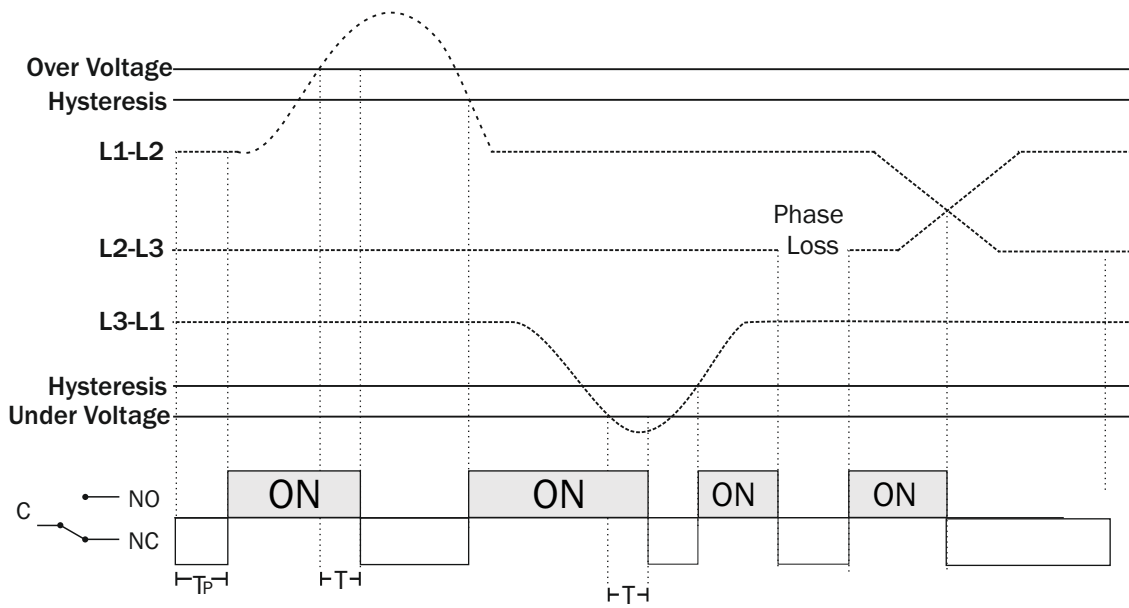 Over Voltage
Hysteresis
L1-L2
Phase
Loss
L2-L3
L3-L1
Hysteresis
Under Voltage
ON
ON
ON
ON
NO
C
NC
TP
T
T